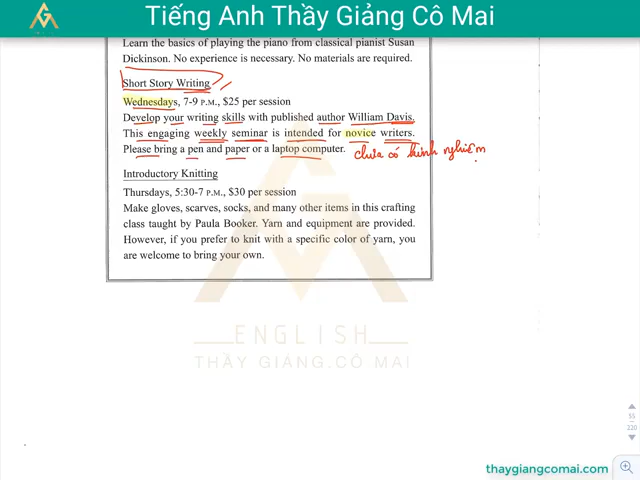 Tiếng Anh Thầy Giảng Cô Mai
Learn the basics of playing the piano from classical pianist Susan
Dickinson. No experience is necessary. No materials are required.
Short Story Writing
Wednesdays, 7-9 P.M., $25 per session
Develop your writing skills with published author William Davis.
This engaging weekly seminar is intended for novice writers.
Please bring a pen and paper or a laptop computer.
chưa có kinh nghiệm
Introductory Knitting
Thursdays, 5:30-7 P.M., $30 per session
Make gloves, scarves, socks, and many other items in this crafting
class taught by Paula Booker. Yarn and equipment are provided.
However, if you prefer to knit with a specific color of yarn, you
are welcome to bring your own.
ENGLISH
THẦY GIẢNG.CÔ MAI
55
220
thaygiangcomai.com